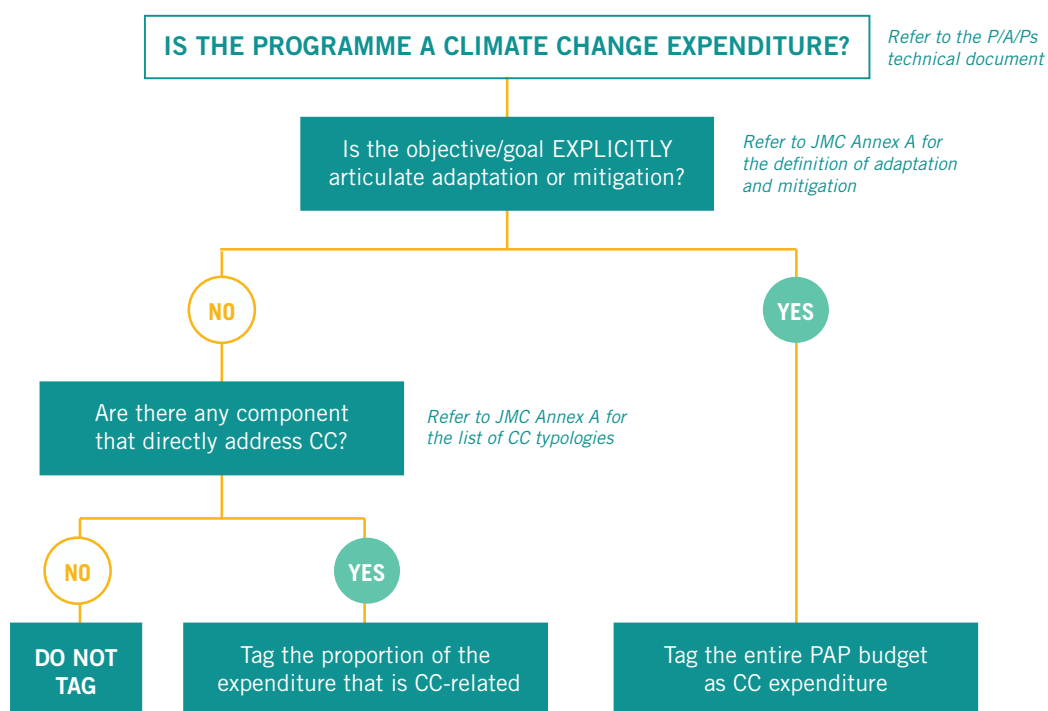 IS THE PROGRAMME A CLIMATE CHANGE EXPENDITURE?
Refer to the P/A/Ps
technical document
Is the objective/goal EXPLICITLY
articulate adaptation or mitigation?
Refer to JMC Annex A for
the definition of adaptation
and mitigation
NO
YES
Are there any component
that directly address CC?
Refer to JMC Annex A for
the list of CC typologies
NO
YES
DO NOT
TAG
Tag the proportion of the
expenditure that is CC-related
Tag the entire PAP budget
as CC expenditure